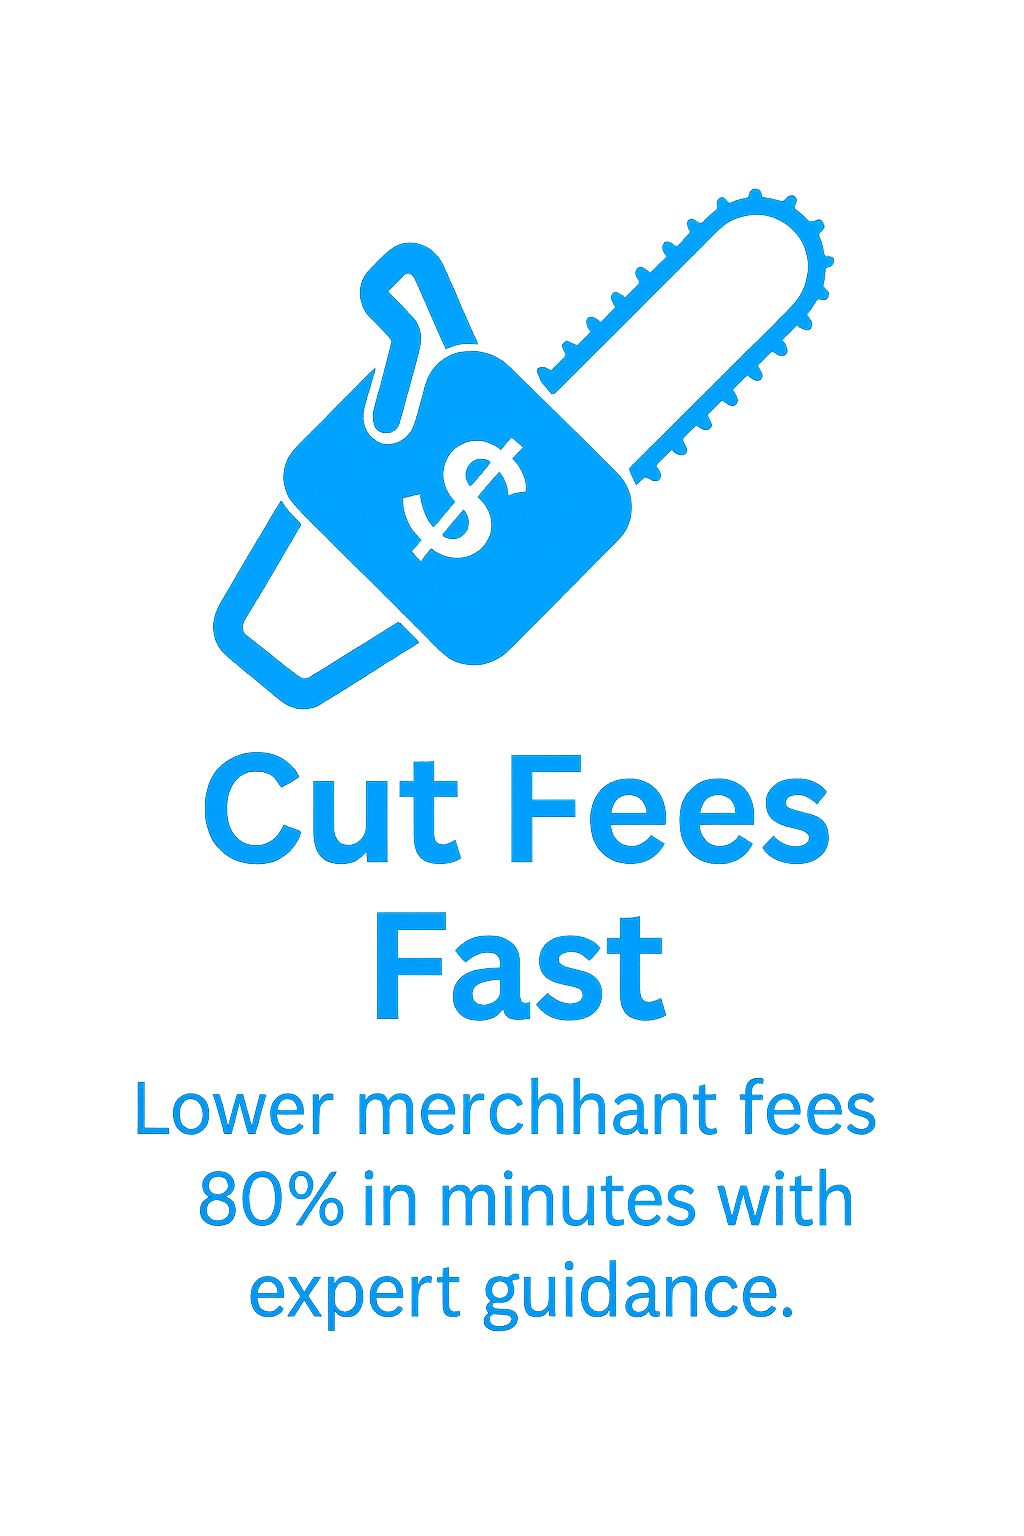 $
Cut Fees
Fast
Lower merchhant fees
80% in minutes with
expert guidance.